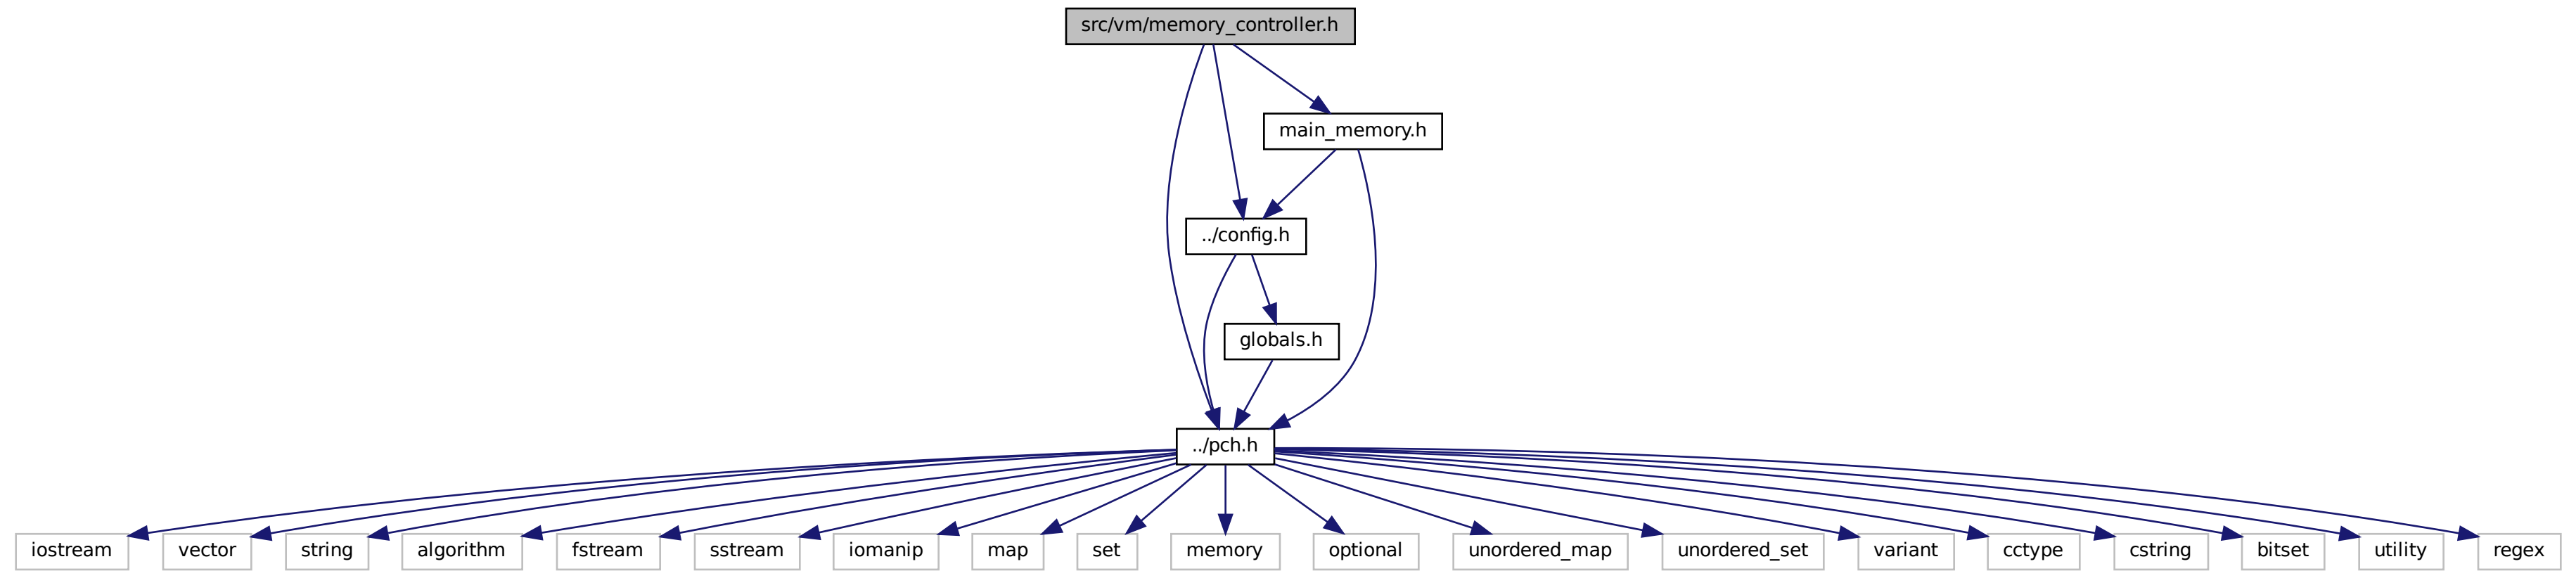 src/vm/memory_controller.h
main_memory.h
../config.h
globals.h
../pch.h
iostream
vector
string
algorithm
fstream
sstream
iomanip
map
set
memory
optional
unordered_map
unordered_set
variant
cctype
cstring
bitset
utility
regex